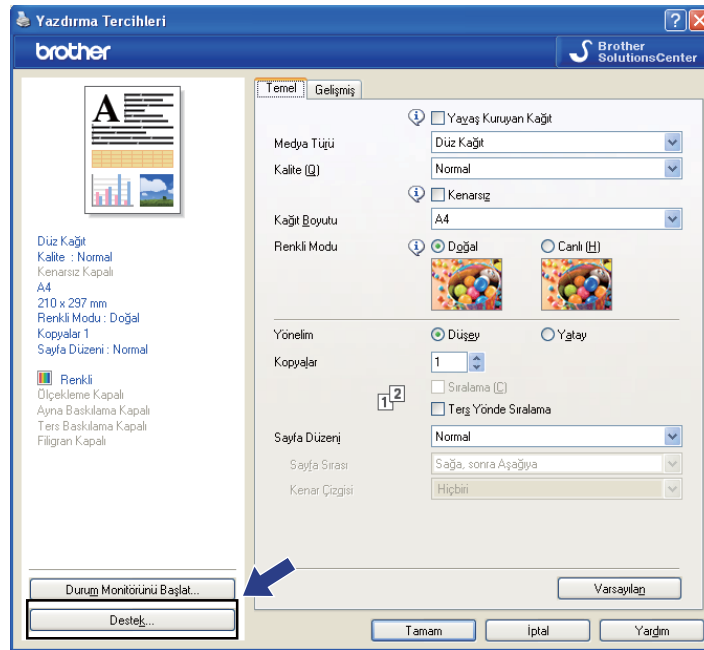 Yazdırma Tercihleri
brother
Brother
SolutionsCenter
A
Düz Kağıt
Kalite : Normal
Kenarsız Kapalı
A4
210 x 297 mm
Renkli Modu : Doğal
Kopyalar 1
Sayfa Düzeni : Normal
Renkli
Ölçekleme Kapalı
Ayna Baskılama Kapalı
Ters Baskılama Kapalı
Filigran Kapalı
Durum Monitörünü Başlat...
Destek...
Temel Gelişmiş
Yavaş Kuruyan Kağıt
Medya Türü Düz Kağıt
Kalite (Q) Normal
Kenarsız
Kağıt Boyutu A4
Renkli Modu Doğal Canlı (H)
Yönelim Düşey Yatay
Kopyalar 1
Sıralama (C)
1 2
Ters Yönde Sıralama
Sayfa Düzeni Normal
Sayfa Sırası Sağa, sonra Aşağıya
Kenar Çizgisi Hiçbiri
Varsayılan
Tamam İptal Yardım